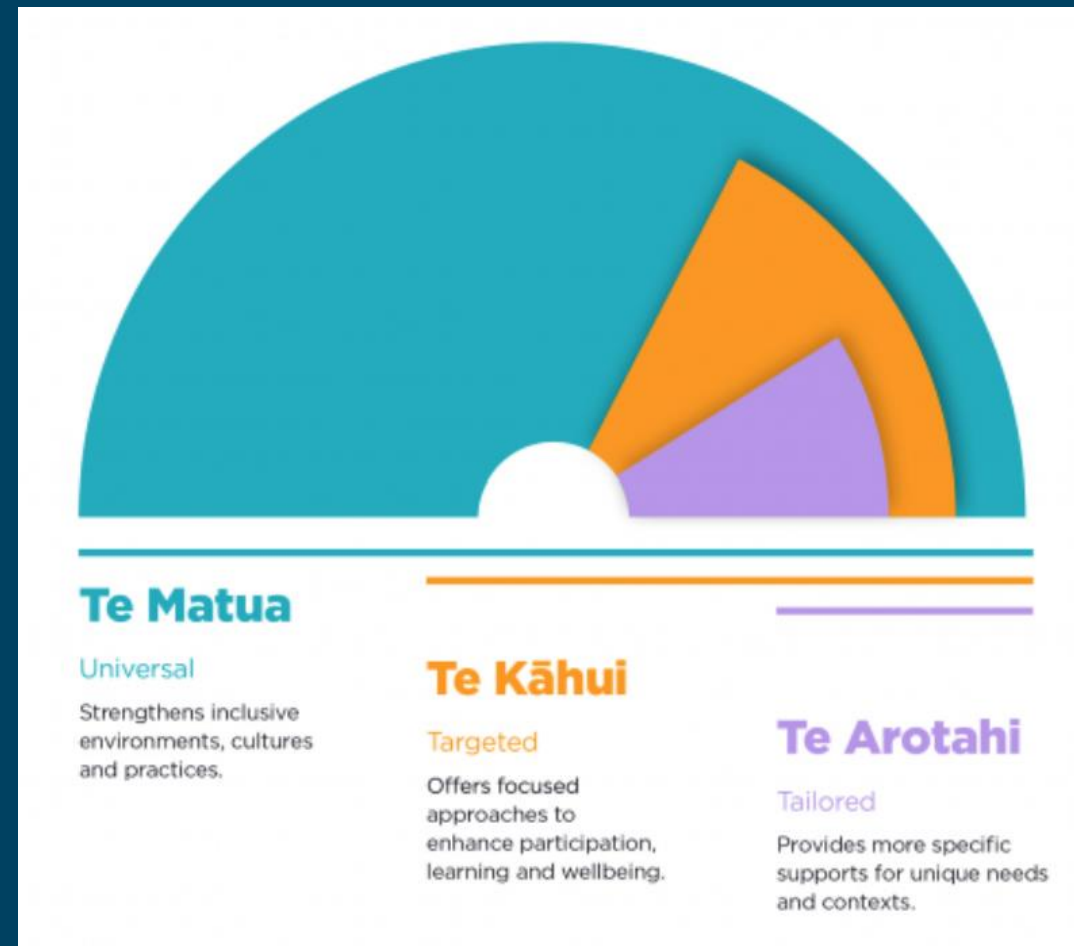 Te Matua
Universal
Strengthens inclusive
environments, cultures
and practices.
Te Kāhui
Targeted
Offers focused
approaches to
enhance participation,
learning and wellbeing.
Te Arotahi
Tailored
Provides more specific
supports for unique needs
and contexts.